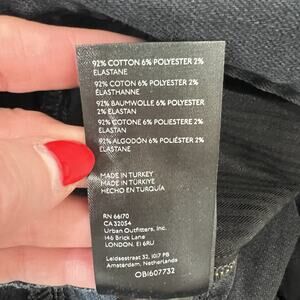 92% COTTON 6% POLYESTER 2%
ELASTANE
92% COTON 6% POLYESTER 2%
ÉLASTHANNE
92% BAUMWOLLE 6% POLYESTER
2% ELASTAN
92% COTONE 6% POLIESTERE 2%
ELASTAN
92% ALGODÓN 6% POLIÉSTER 2%
ELASTANE
MADE IN TURKEY
MADE IN TÜRKIYE
HECHO EN TURQUÍA
RN 66170
CA 32054
Urban Outfitters, Inc.
146 Brick Lane
LONDON, E1 6RU
Leidsestraat 32, 1017 PB
Amsterdam, Netherlands
OB1607732